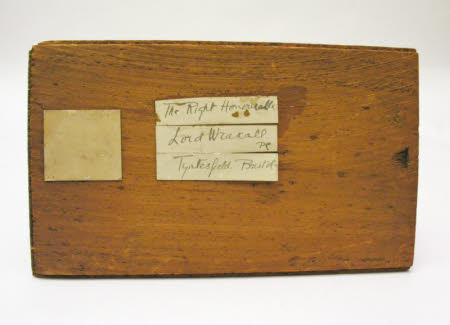 The Right Honourable
Lord Wraxall
PC
Tyntesfield Bristol